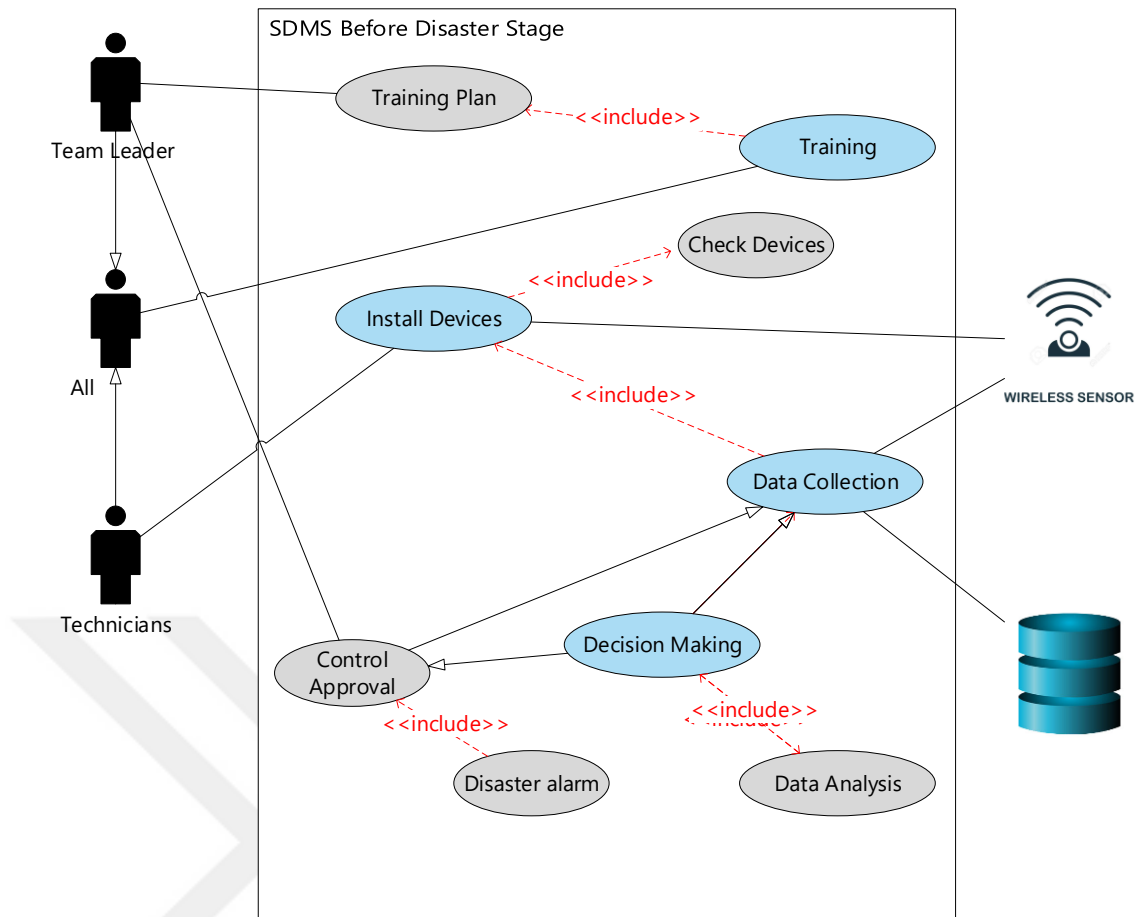 SDMS Before Disaster Stage
Training Plan
<<include>>
Training
Team Leader
Check Devices
<<include>>
Install Devices
All
<<include>>
WIRELESS SENSOR
Data Collection
Technicians
Decision Making
Control
Approval
<<include>>
<<include>>
<<include>>
Disaster alarm
Data Analysis